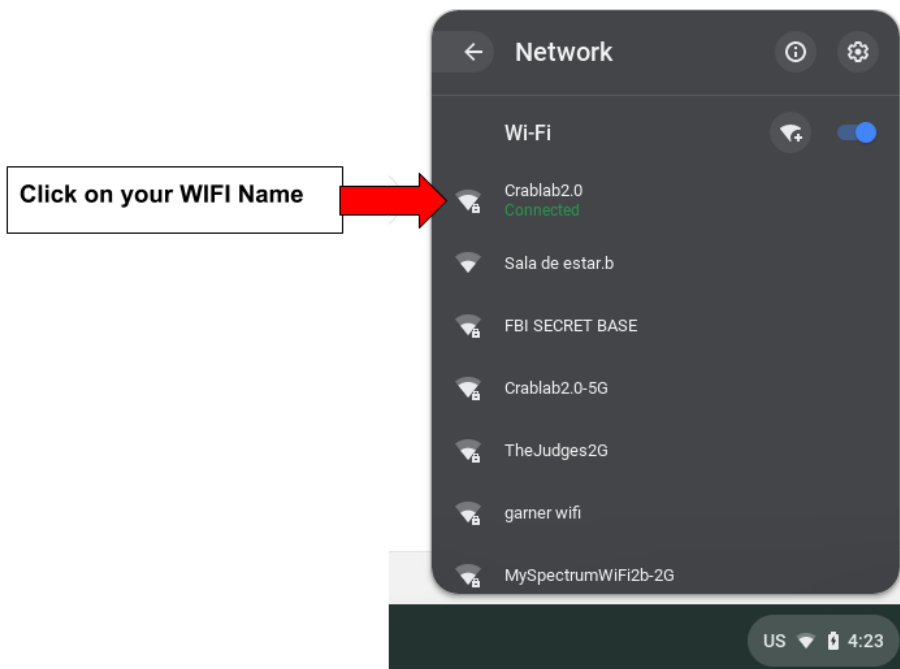 Network
Wi-Fi
Click on your WIFI Name
Crablab2.0
Connected
Sala de estar.b
FBI SECRET BASE
Crablab2.0-5G
TheJudges2G
garner wifi
MySpectrumWiFi2b-2G
US 4:23